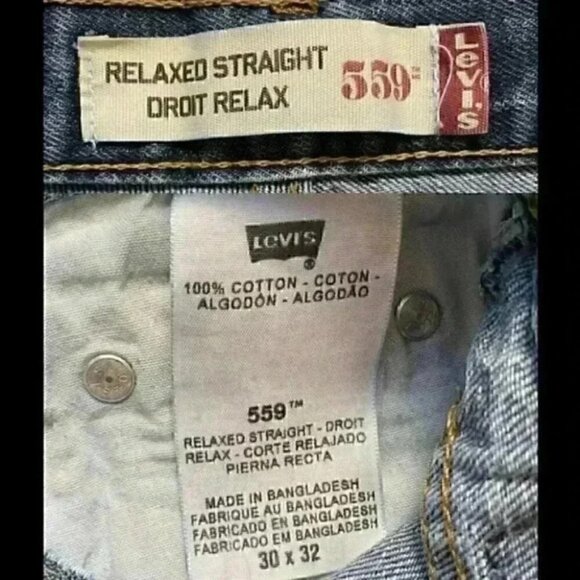 RELAXED STRAIGHT
DROIT RELAX
559™
Levi's
LEVI'S
®
100% COTTON - COTON -
ALGODÓN - ALGODÃO
559™
RELAXED STRAIGHT - DROIT
RELAX - CORTE RELAJADO
PIERNA RECTA
MADE IN BANGLADESH
FABRIQUE AU BANGLADESH
FABRICADO EN BANGLADESH
FABRICADO EM BANGLADESH
30 X 32